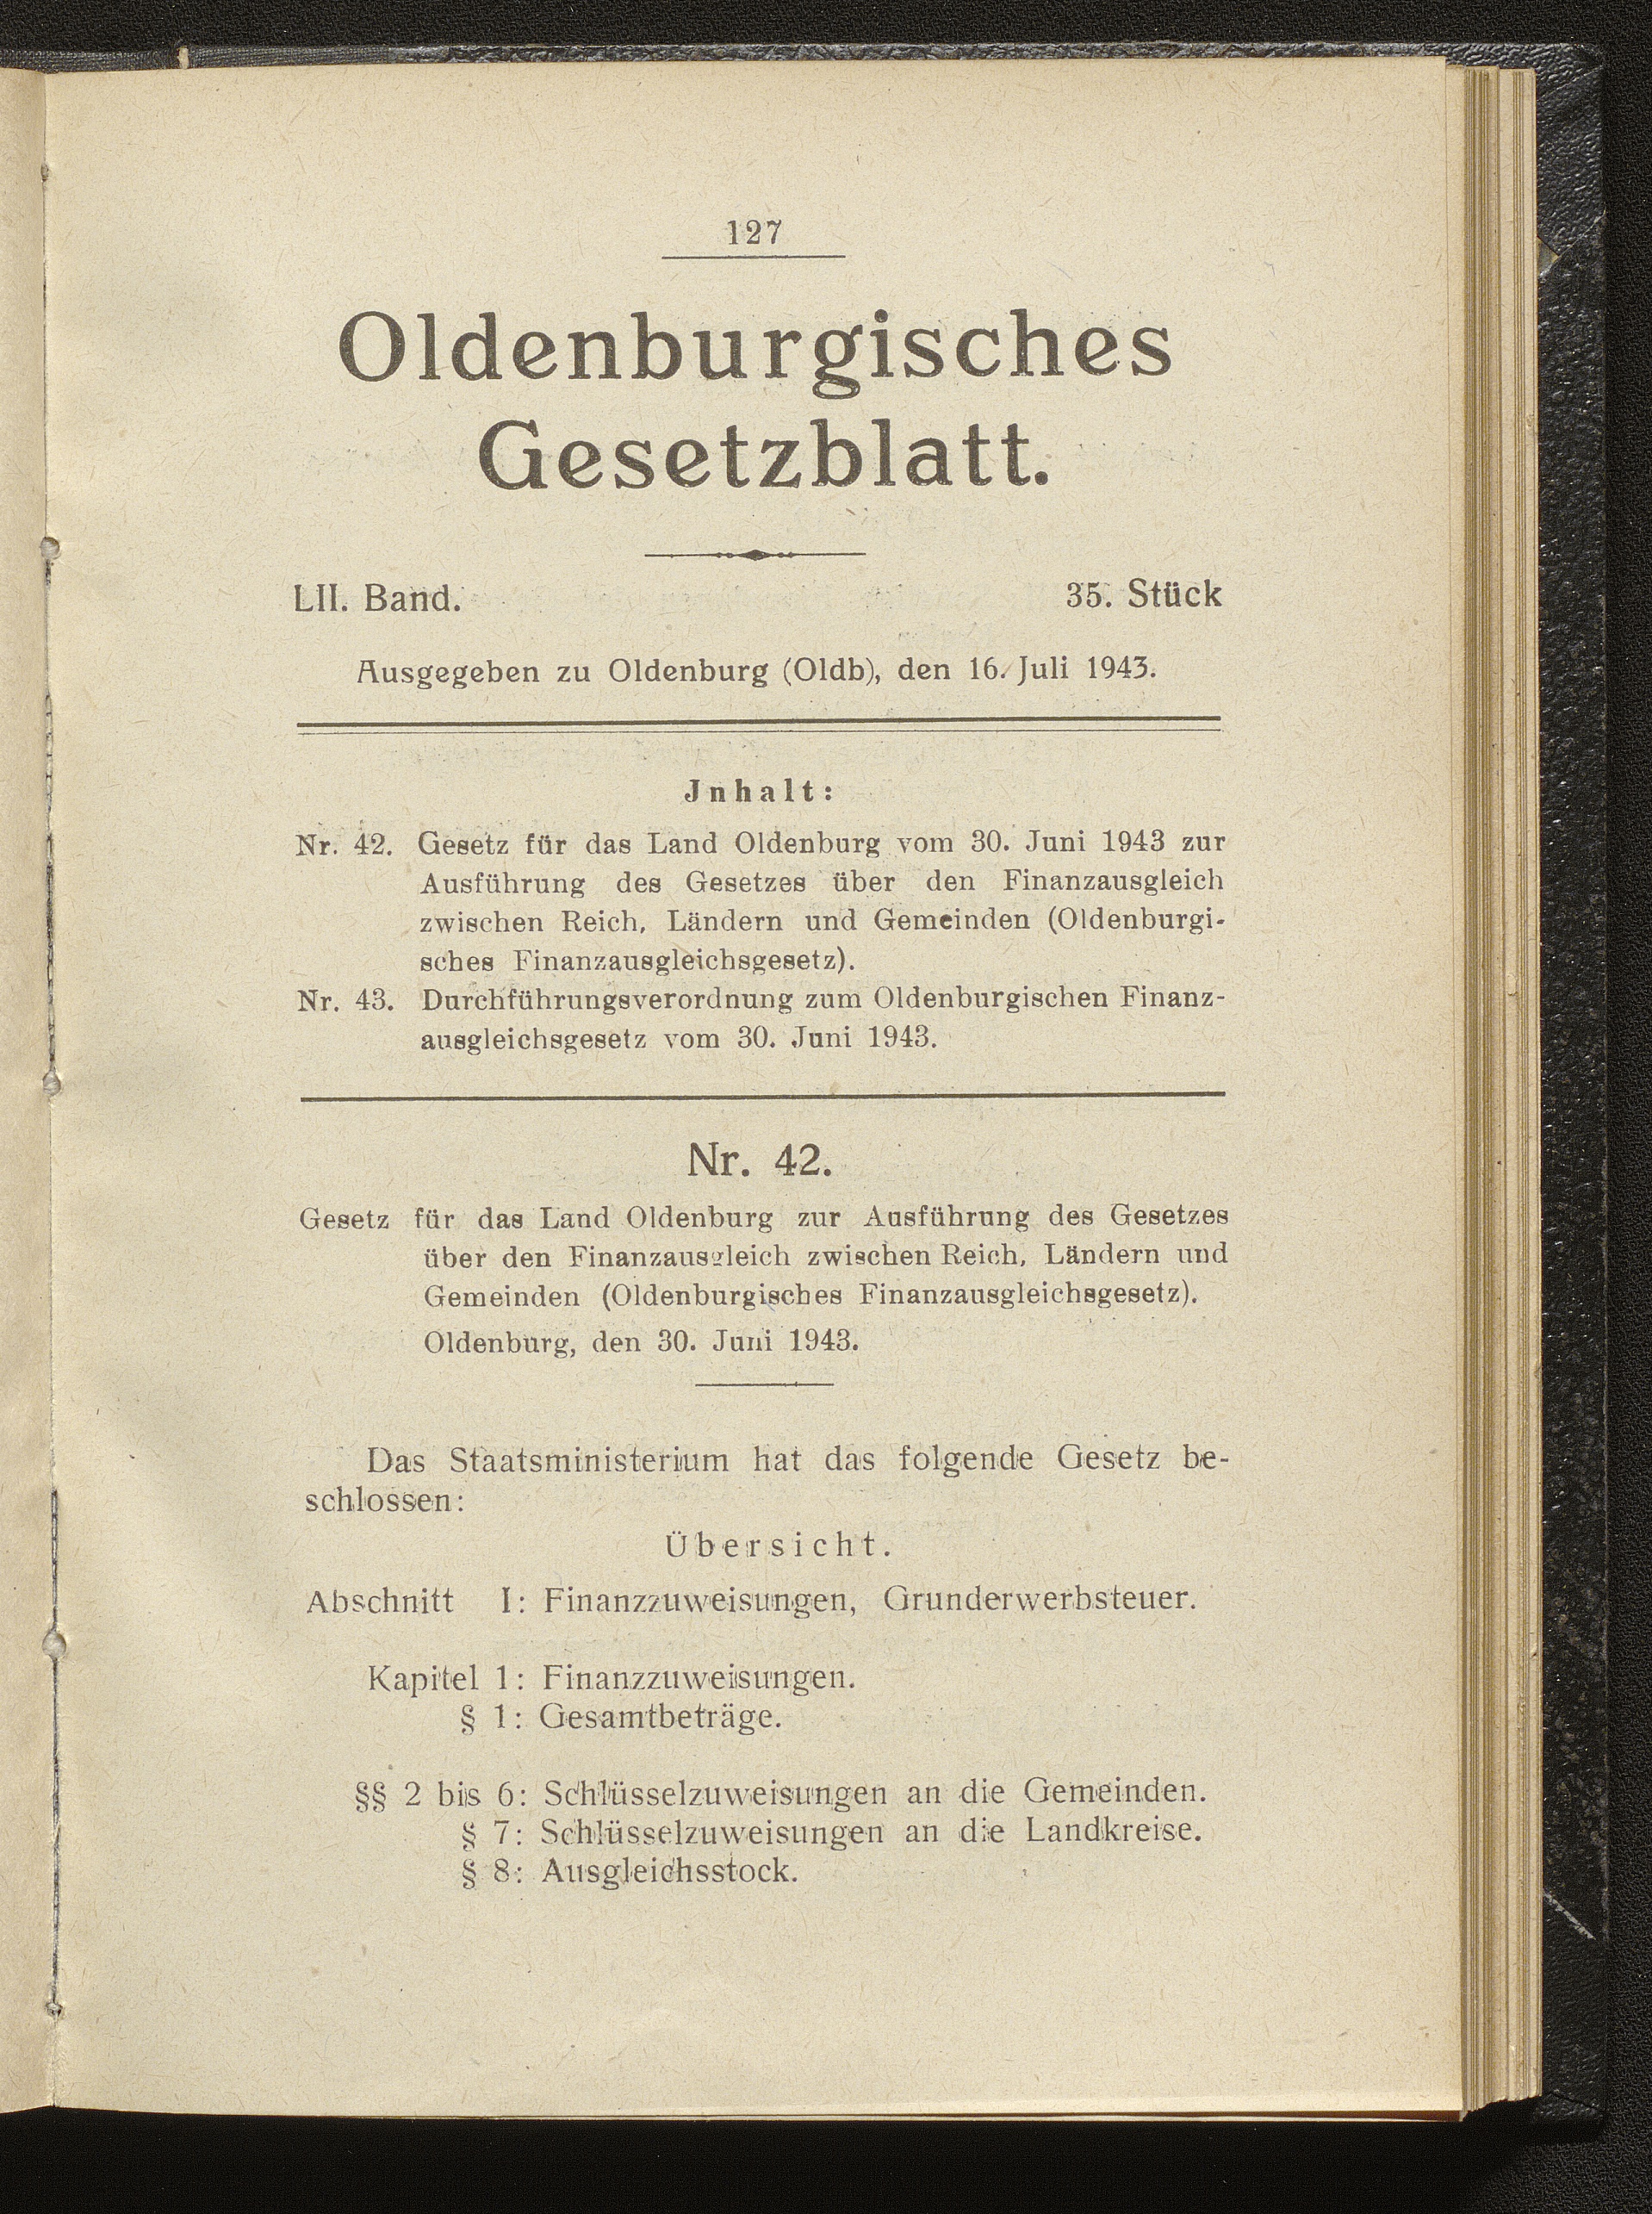 127
Oldenburgisches
Gesetzblatt.
LII. Band. 35. Stück
Ausgegeben zu Oldenburg (Oldb), den 16. Juli 1943.
Jnhalt:
Nr. 42. Gesetz für das Land Oldenburg vom 30. Juni 1943 zur
Ausführung des Gesetzes über den Finanzausgleich
zwischen Reich, Ländern und Gemeinden (Oldenburgi-
sches Finanzausgleichsgesetz).
Nr. 43. Durchführungsverordnung zum Oldenburgischen Finanz-
ausgleichsgesetz vom 30. Juni 1943.
Nr. 42.
Gesetz für das Land Oldenburg zur Ausführung des Gesetzes
über den Finanzausgleich zwischen Reich, Ländern und
Gemeinden (Oldenburgisches Finanzausgleichsgesetz).
Oldenburg, den 30. Juni 1943.
Das Staatsministerium hat das folgende Gesetz be-
schlossen:
Übersicht.
Abschnitt I: Finanzzuweisungen, Grunderwerbsteuer.
Kapitel 1: Finanzzuweisungen.
§ 1: Gesamtbeträge.
§§ 2 bis 6: Schlüsselzuweisungen an die Gemeinden.
§ 7: Schlüsselzuweisungen an die Landkreise.
§ 8: Ausgleichsstock.